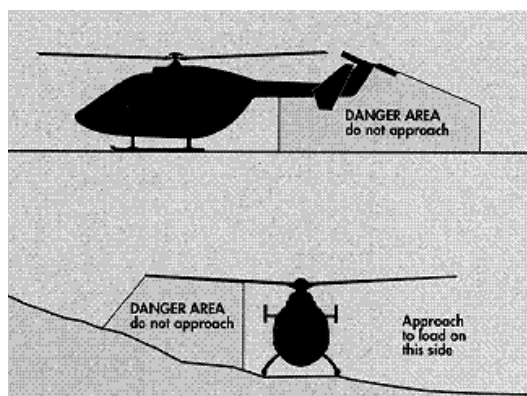 DANGER AREA
do not approach
DANGER AREA
do not approach
Approach
to load on
this side